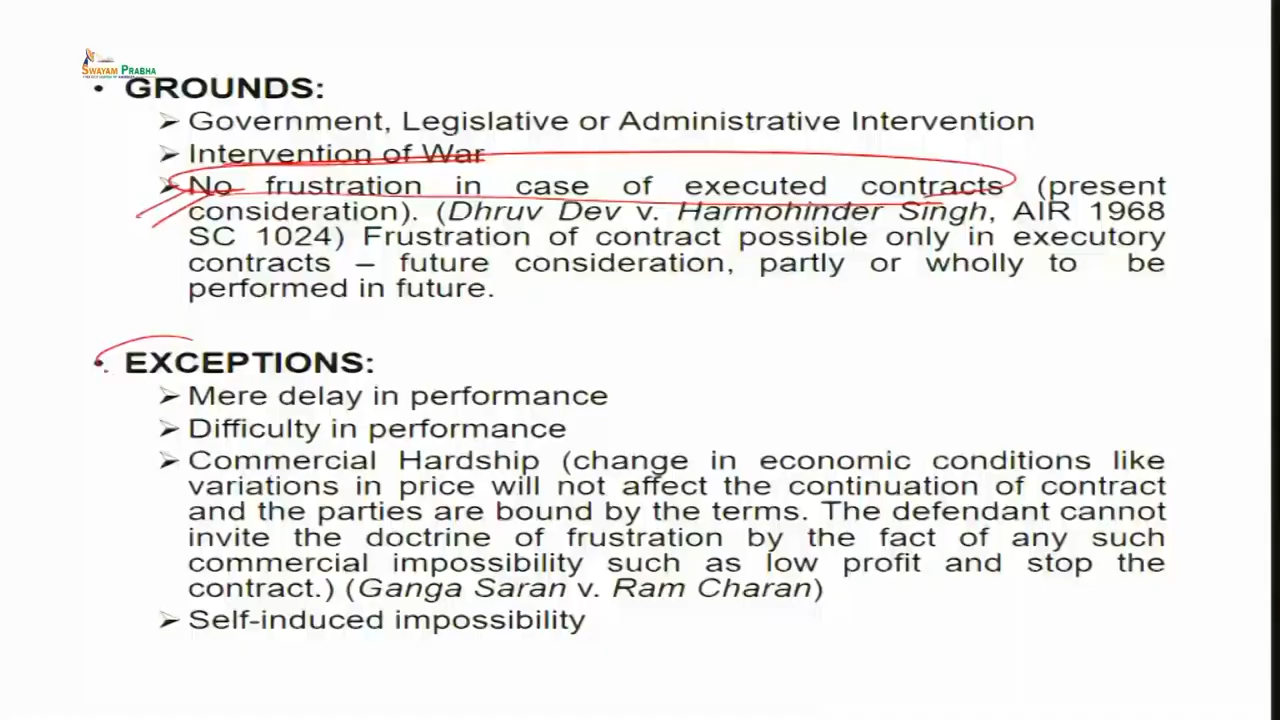 SWAYAM PRABHA
• GROUNDS:
➢ Government, Legislative or Administrative Intervention
➢ Intervention of War
➢ No frustration in case of executed contracts (present
consideration). (Dhruv Dev v. Harmohinder Singh, AIR 1968
SC 1024) Frustration of contract possible only in executory
contracts – future consideration, partly or wholly to be
performed in future.
• EXCEPTIONS:
➢ Mere delay in performance
➢ Difficulty in performance
➢ Commercial Hardship (change in economic conditions like
variations in price will not affect the continuation of contract
and the parties are bound by the terms. The defendant cannot
invite the doctrine of frustration by the fact of any such
commercial impossibility such as low profit and stop the
contract.) (Ganga Saran v. Ram Charan)
➢ Self-induced impossibility